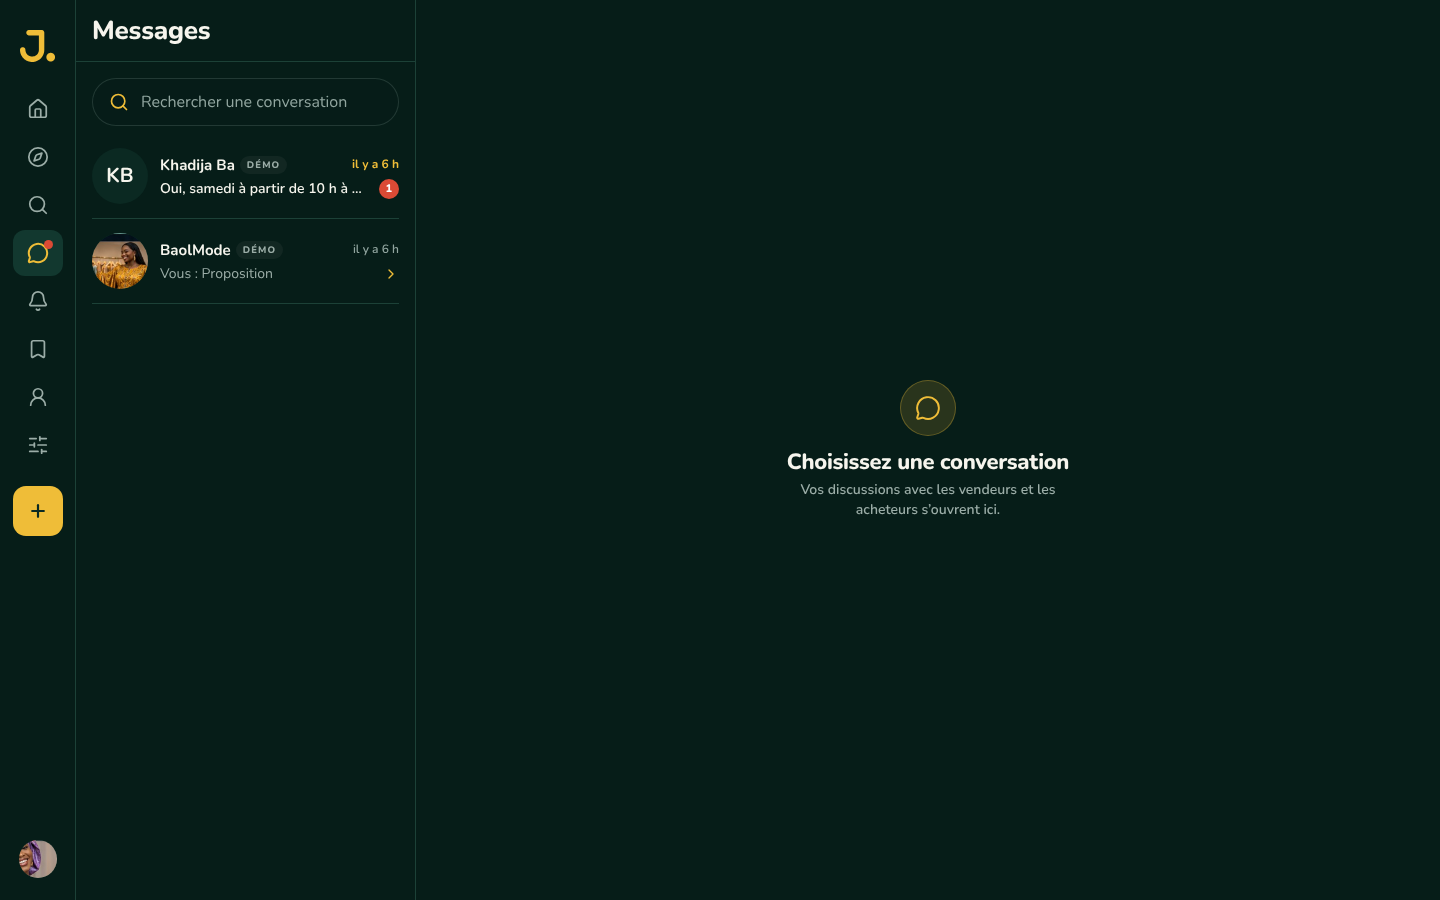 J.
Messages
Rechercher une conversation
KB
Khadija Ba DÉMO il y a 6 h
Oui, samedi à partir de 10 h à ... 1
BaolMode DÉMO il y a 6 h
Vous : Proposition
Choisissez une conversation
Vos discussions avec les vendeurs et les
acheteurs s'ouvrent ici.